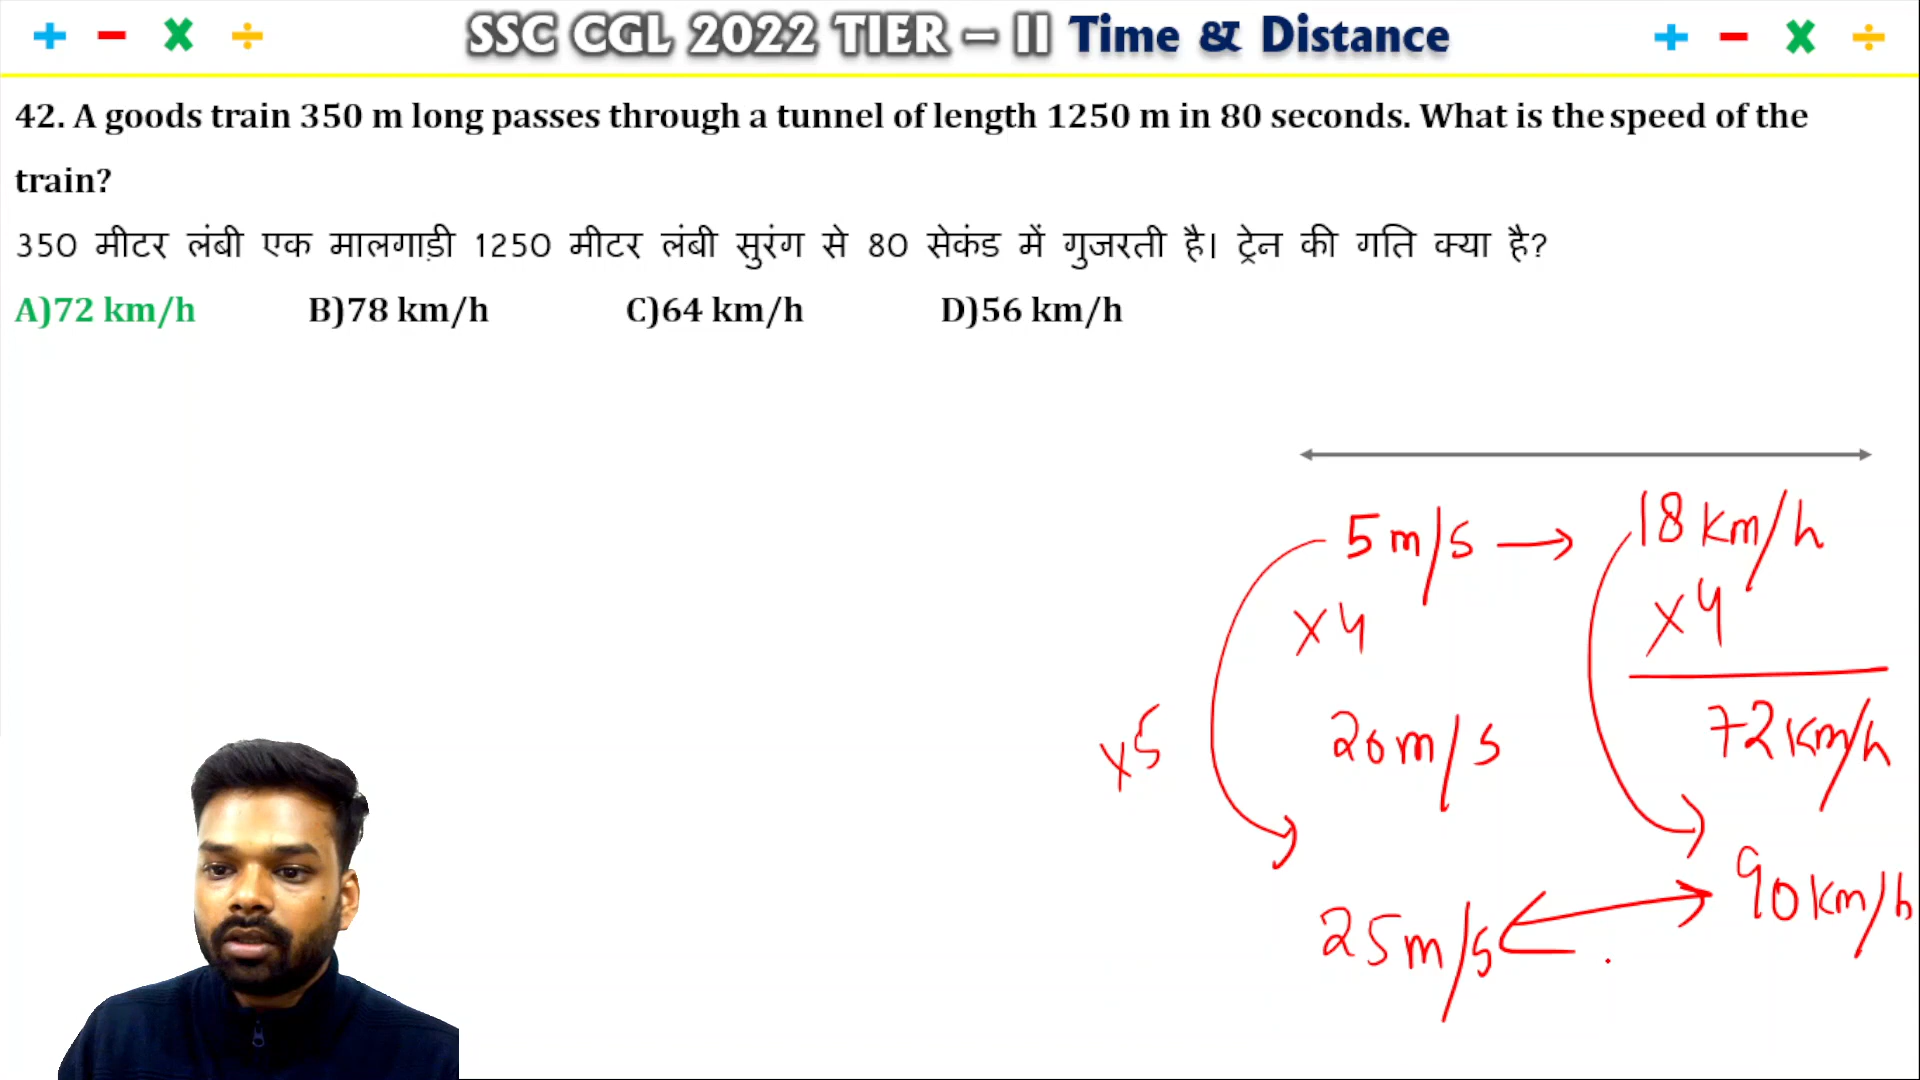 + - × ÷ SSC CGL 2022 TIER – II Time & Distance + - × ÷
42. A goods train 350 m long passes through a tunnel of length 1250 m in 80 seconds. What is the speed of the
train?
350 मीटर लंबी एक मालगाड़ी 1250 मीटर लंबी सुरंग से 80 सेकंड में गुजरती है। ट्रेन की गति क्या है?
A)72 km/h B)78 km/h C)64 km/h D)56 km/h
5 m/s → 18 km/h
×4 ×4
20 m/s 72 km/h
×5
25 m/s 90 km/h